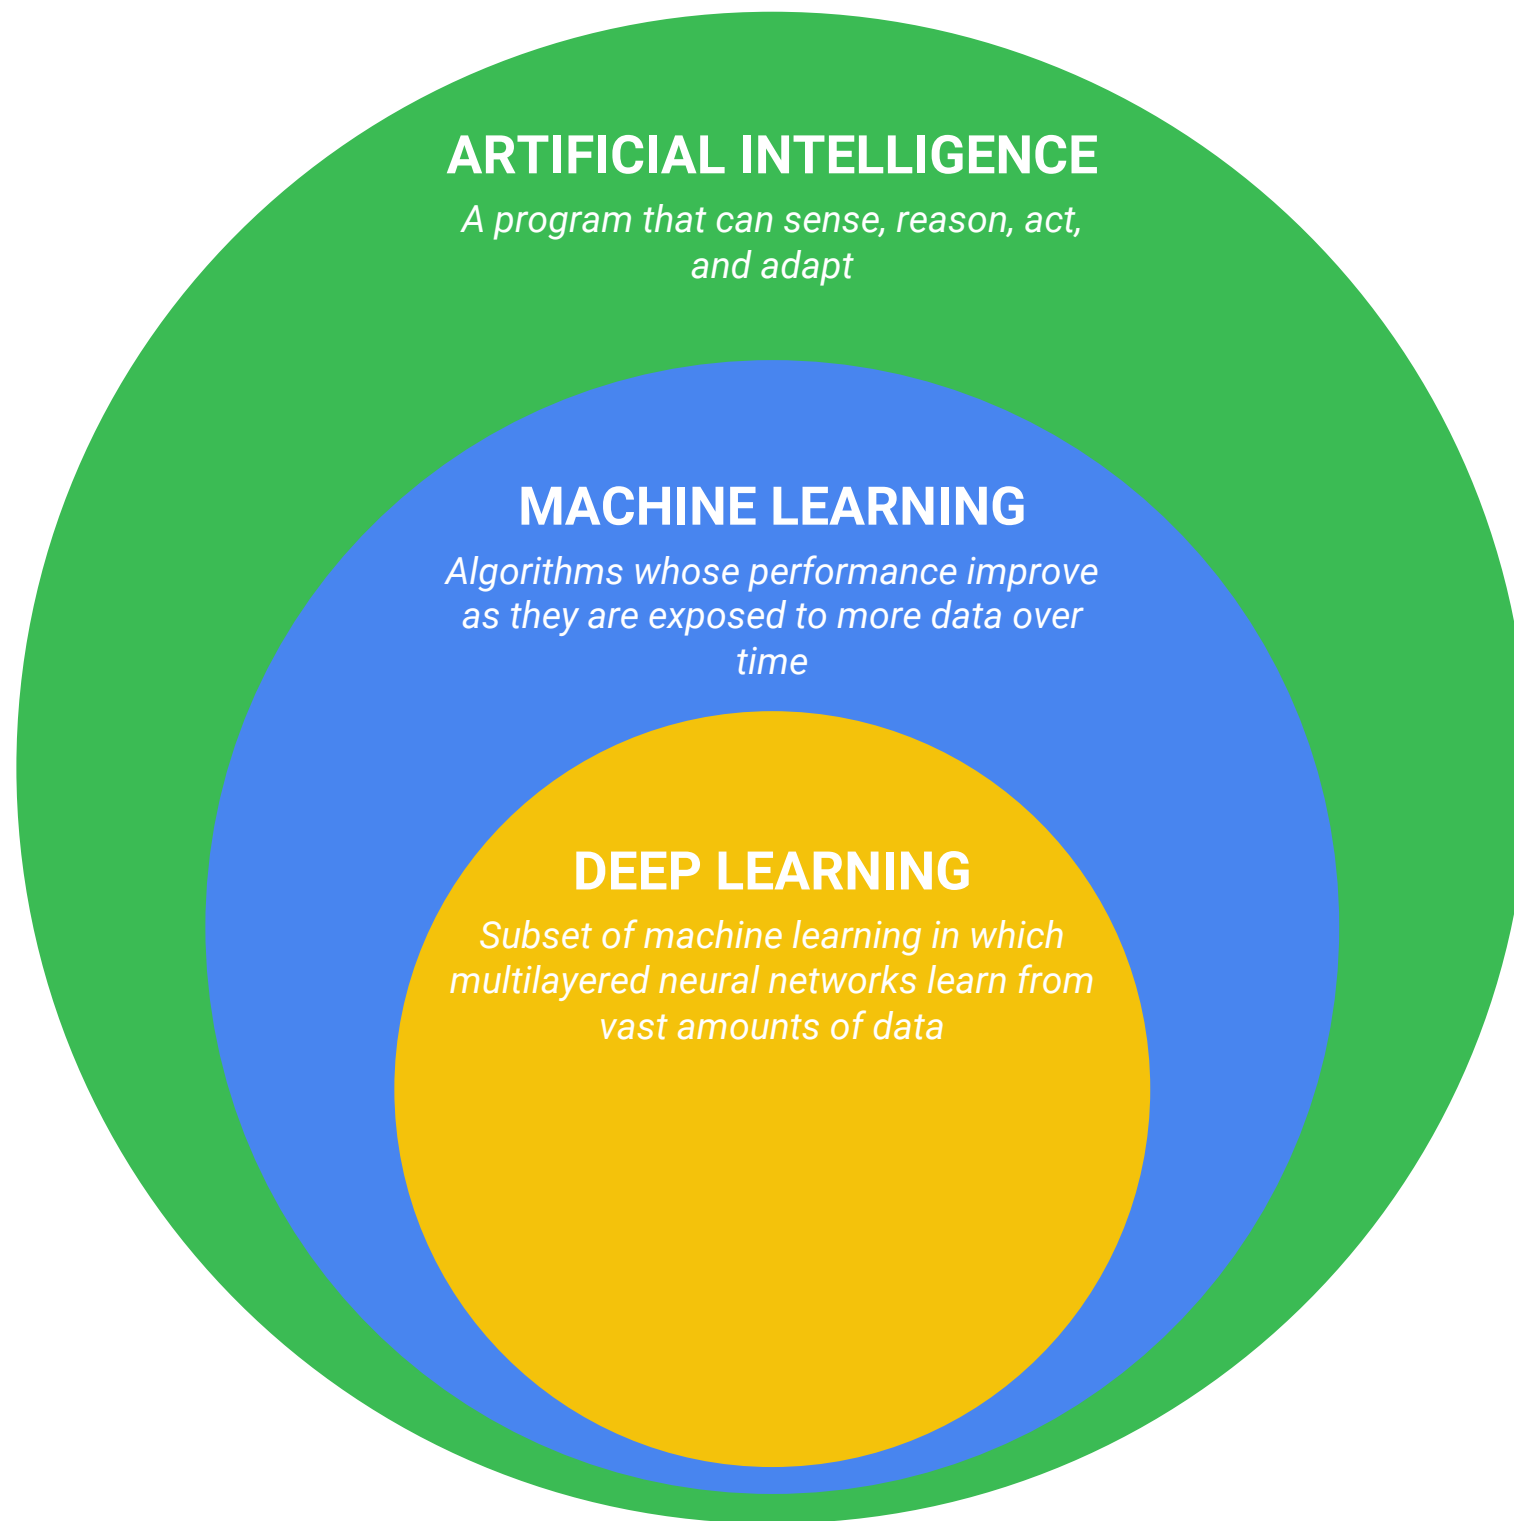 ARTIFICIAL INTELLIGENCE
A program that can sense, reason, act,
and adapt
MACHINE LEARNING
Algorithms whose performance improve
as they are exposed to more data over
time
DEEP LEARNING
Subset of machine learning in which
multilayered neural networks learn from
vast amounts of data